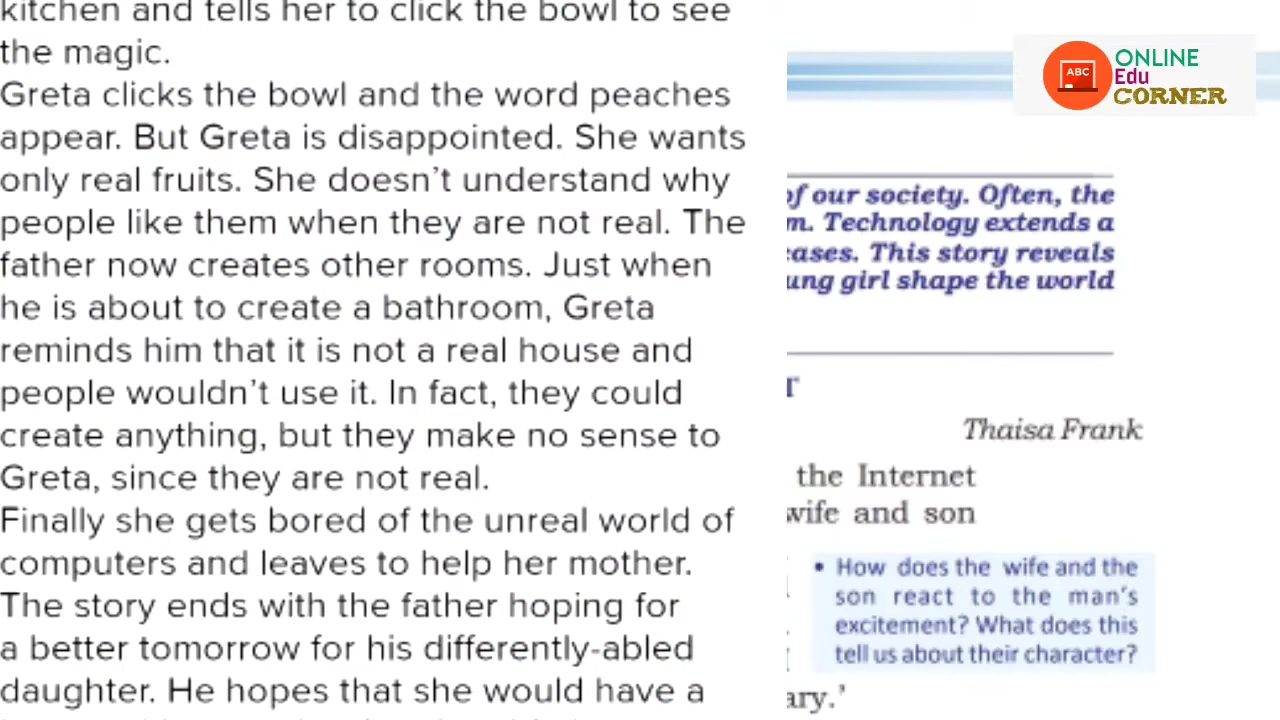 kitchen and tells her to click the bowl to see
the magic.
Greta clicks the bowl and the word peaches
appear. But Greta is disappointed. She wants
only real fruits. She doesn't understand why
people like them when they are not real. The
father now creates other rooms. Just when
he is about to create a bathroom, Greta
reminds him that it is not a real house and
people wouldn't use it. In fact, they could
create anything, but they make no sense to
Greta, since they are not real.
Finally she gets bored of the unreal world of
computers and leaves to help her mother.
The story ends with the father hoping for
a better tomorrow for his differently-abled
daughter. He hopes that she would have a
ABC
ONLINE
Edu
CORNER
of our society. Often, the
m. Technology extends a
eases. This story reveals
ung girl shape the world
r
Thaisa Frank
the Internet
wife and son
• How does the wife and the
son react to the man's
excitement? What does this
tell us about their character?
ary.'